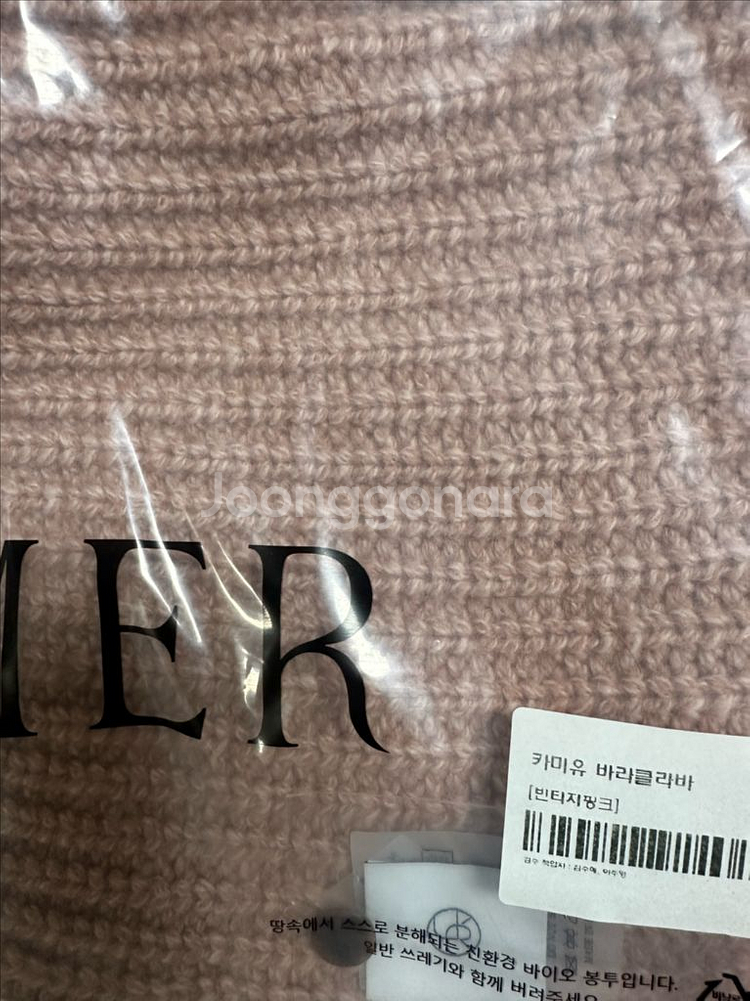 Joonggonara
MER
카미유 바라클라바
[빈티지핑크]
땅속에서 스스로 분해되는 친환경 바이오 봉투입니다.
일반 쓰레기와 함께 버려주세요